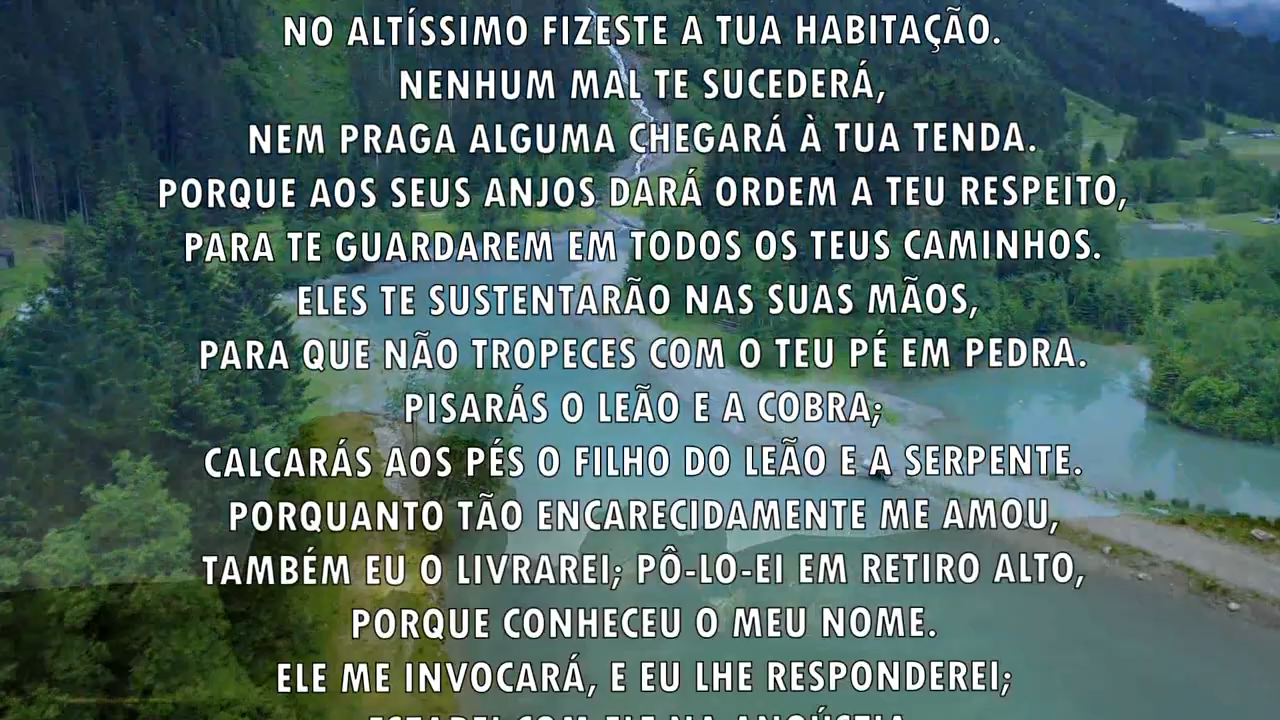 NO ALTÍSSIMO FIZESTE A TUA HABITAÇÃO.
NENHUM MAL TE SUCEDERÁ,
NEM PRAGA ALGUMA CHEGARÁ À TUA TENDA.
PORQUE AOS SEUS ANJOS DARÁ ORDEM A TEU RESPEITO,
PARA TE GUARDAREM EM TODOS OS TEUS CAMINHOS.
ELES TE SUSTENTARÃO NAS SUAS MÃOS,
PARA QUE NÃO TROPECES COM O TEU PÉ EM PEDRA.
PISARÁS O LEÃO E A COBRA;
CALCARÁS AOS PÉS O FILHO DO LEÃO E A SERPENTE.
PORQUANTO TÃO ENCARECIDAMENTE ME AMOU,
TAMBÉM EU O LIVRAREI; PÔ-LO-EI EM RETIRO ALTO,
PORQUE CONHECEU O MEU NOME.
ELE ME INVOCARÁ, E EU LHE RESPONDEREI;